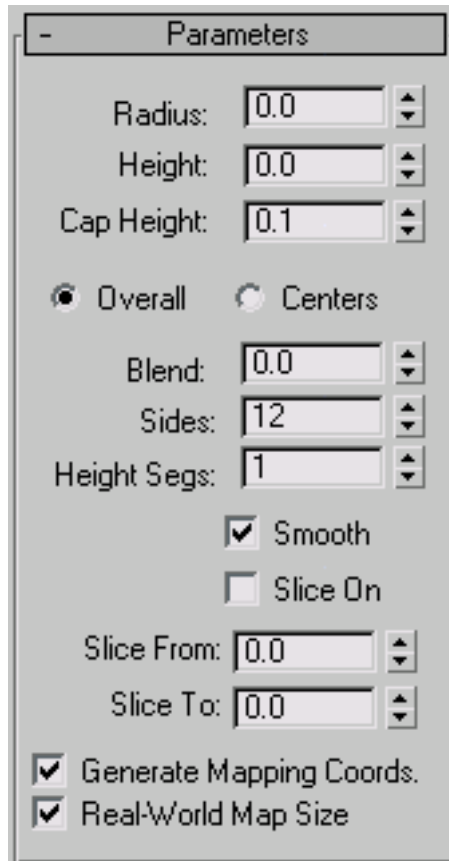 - Parameters
Radius: 0.0
Height: 0.0
Cap Height: 0.1
Overall Centers
Blend: 0.0
Sides: 12
Height Segs: 1
Smooth
Slice On
Slice From: 0.0
Slice To: 0.0
Generate Mapping Coords.
Real-World Map Size